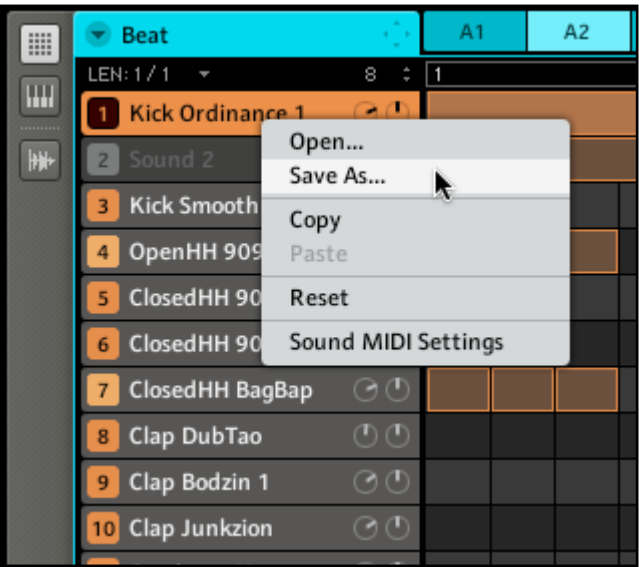 Beat A1 A2
LEN: 1 / 1 8 1
1 Kick Ordinance 1
Open...
2 Sound 2
Save As...
3 Kick Smooth
Copy
4 OpenHH 909
Paste
5 ClosedHH 90
Reset
6 ClosedHH 90
Sound MIDI Settings
7 ClosedHH BagBap
8 Clap DubTao
9 Clap Bodzin 1
10 Clap Junkzion